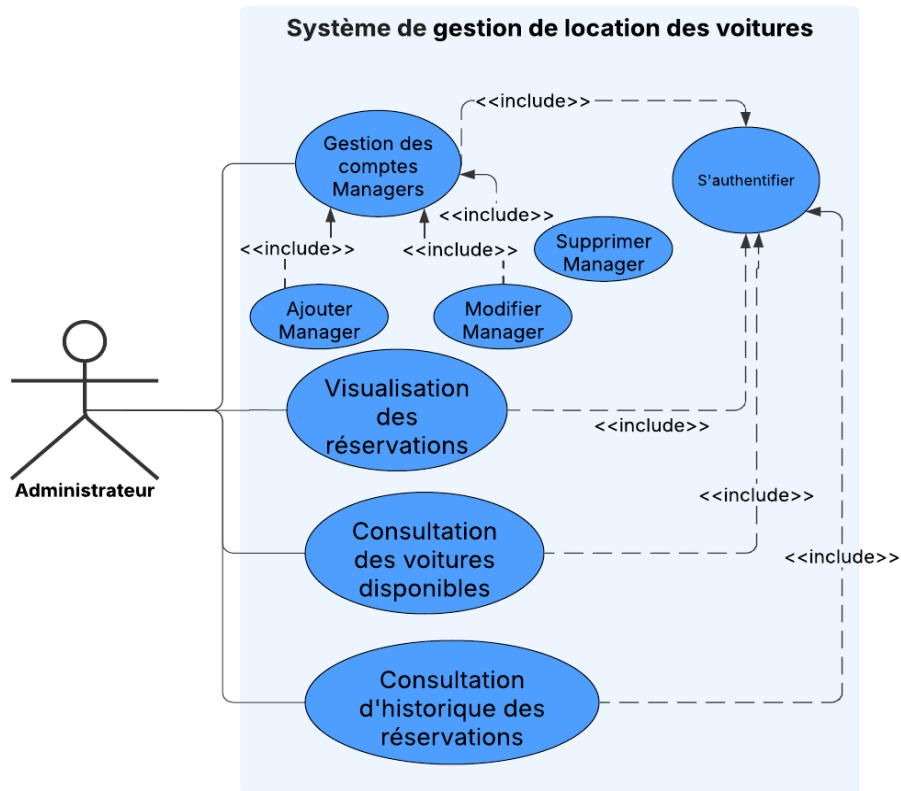 Système de gestion de location des voitures
<<include>>
Gestion des
comptes
Managers
S'authentifier
<<include>>
<<include>>
<<include>>
Supprimer
Manager
Ajouter
Manager
Modifier
Manager
Visualisation
des
réservations
<<include>>
Administrateur
<<include>>
Consultation
des voitures
disponibles
<<include>>
Consultation
d'historique des
réservations